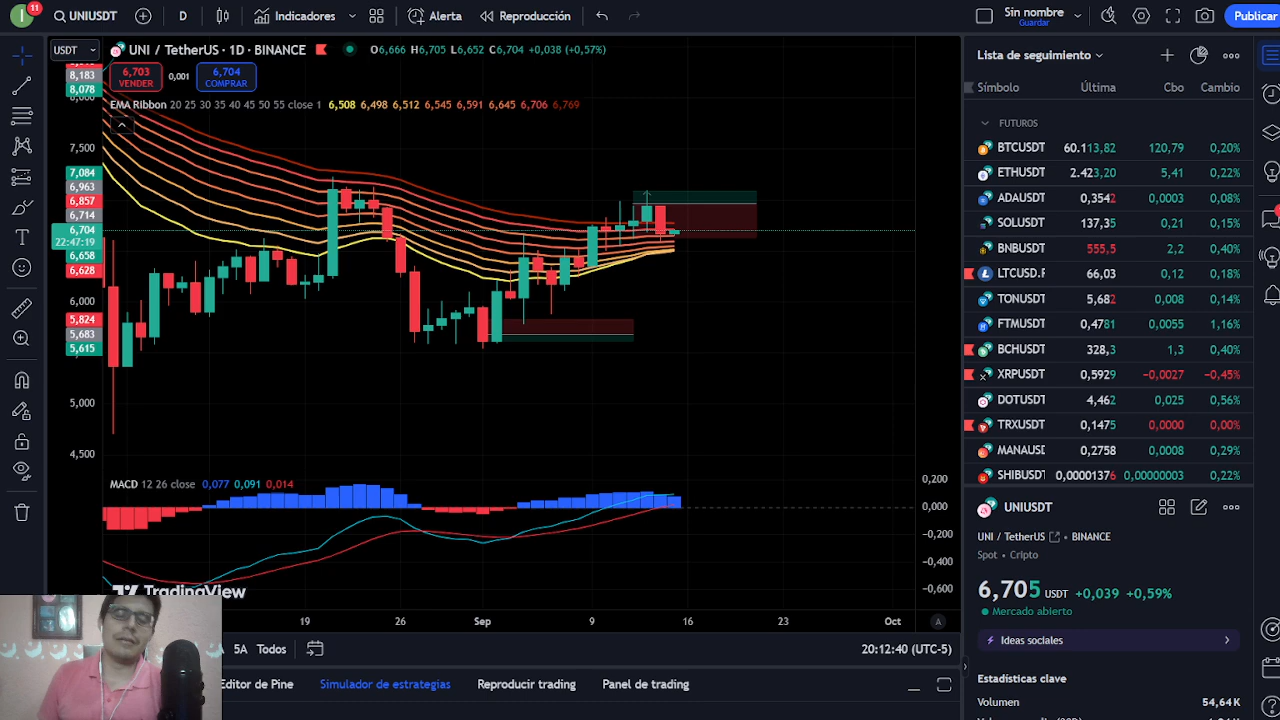 I 11 UNIUSDT D Indicadores Alerta Reproducción Sin nombre Guardar Publicar
USDT UNI / TetherUS · 1D · BINANCE O6,666 H6,705 L6,652 C6,704 +0,038 (+0,57%)
6,703 VENDER 0,001 6,704 COMPRAR
EMA Ribbon 20 25 30 35 40 45 50 55 close 1 6,508 6,498 6,512 6,545 6,591 6,645 6,706 6,769
8,183
8,078
8,000
7,500
7,084
6,963
6,857
6,714
6,704
22:47:19
6,658
6,628
6,000
5,824
5,683
5,615
5,000
4,500
MACD 12 26 close 0,077 0,091 0,014
0,200
0,000
−0,200
−0,400
−0,600
TradingView
19 26 Sep 9 16 23 Oct A
5A Todos 20:12:40 (UTC-5)
Editor de Pine Simulador de estrategias Reproducir trading Panel de trading
Lista de seguimiento
Símbolo Última Cbo Cambio
FUTUROS
BTCUSDT 60.113,82 120,79 0,20%
ETHUSDT 2.423,20 5,41 0,22%
ADAUSDT 0,3542 0,0003 0,08%
SOLUSDT 137,35 0,21 0,15%
BNBUSDT 555,5 2,2 0,40%
LTCUSD.P 66,03 0,12 0,18%
TONUSDT 5,682 0,008 0,14%
FTMUSDT 0,4781 0,0055 1,16%
BCHUSDT 328,3 1,3 0,40%
XRPUSDT 0,5929 −0,0027 −0,45%
DOTUSDT 4,462 0,025 0,56%
TRXUSDT 0,1475 0,0000 0,00%
MANAUSD 0,2758 0,0008 0,29%
SHIBUSDT 0,00001376 0,00000003 0,22%
UNIUSDT
UNI / TetherUS · BINANCE
Spot · Cripto
6,705 USDT +0,039 +0,59%
Mercado abierto
Ideas sociales
Estadísticas clave
Volumen 54,64K